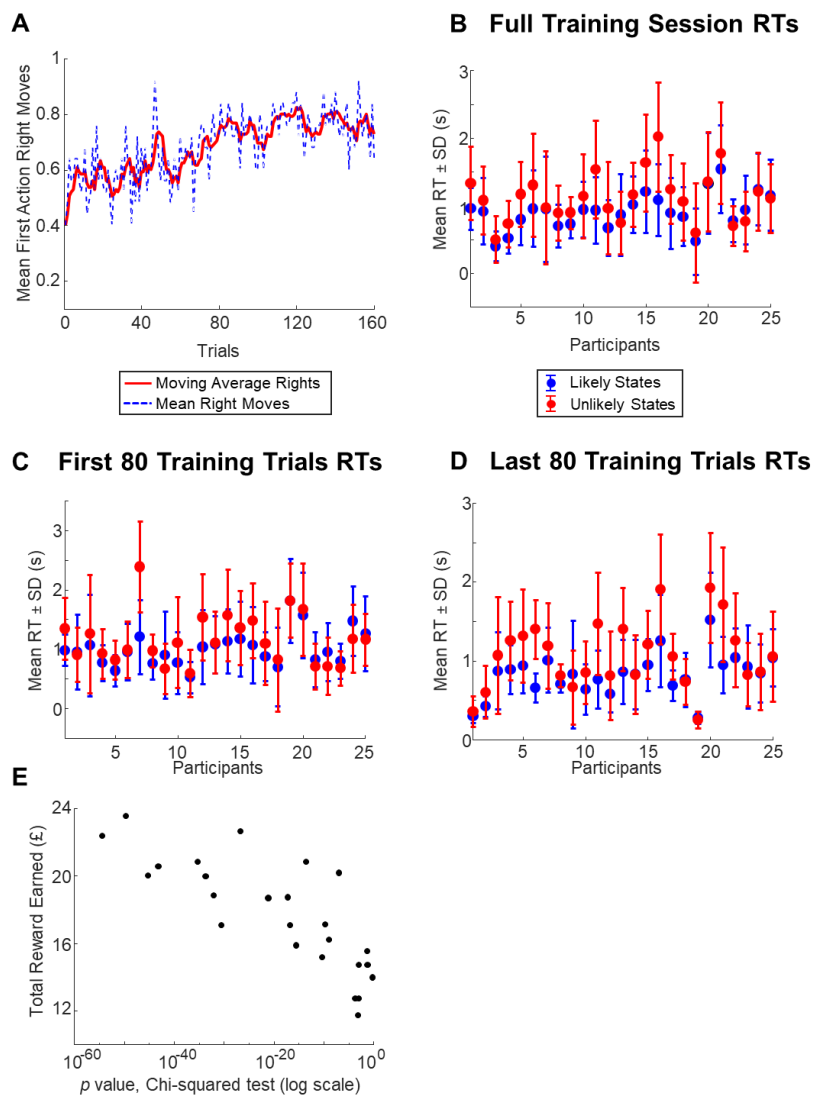 A
Mean First Action Right Moves
1
0.8
0.6
0.4
0.2
0
40
80
120
160
Trials
Moving Average Rights
Mean Right Moves
B Full Training Session RTs
Mean RT ± SD (s)
3
2
1
0
5
10
15
20
25
Participants
Likely States
Unlikely States
C First 80 Training Trials RTs
Mean RT ± SD (s)
3
2
1
0
5
10
15
20
25
Participants
D Last 80 Training Trials RTs
Mean RT ± SD (s)
3
2
1
0
5
10
15
20
25
Participants
E
Total Reward Earned (£)
24
20
16
12
10^-60
10^-40
10^-20
10^0
p value, Chi-squared test (log scale)